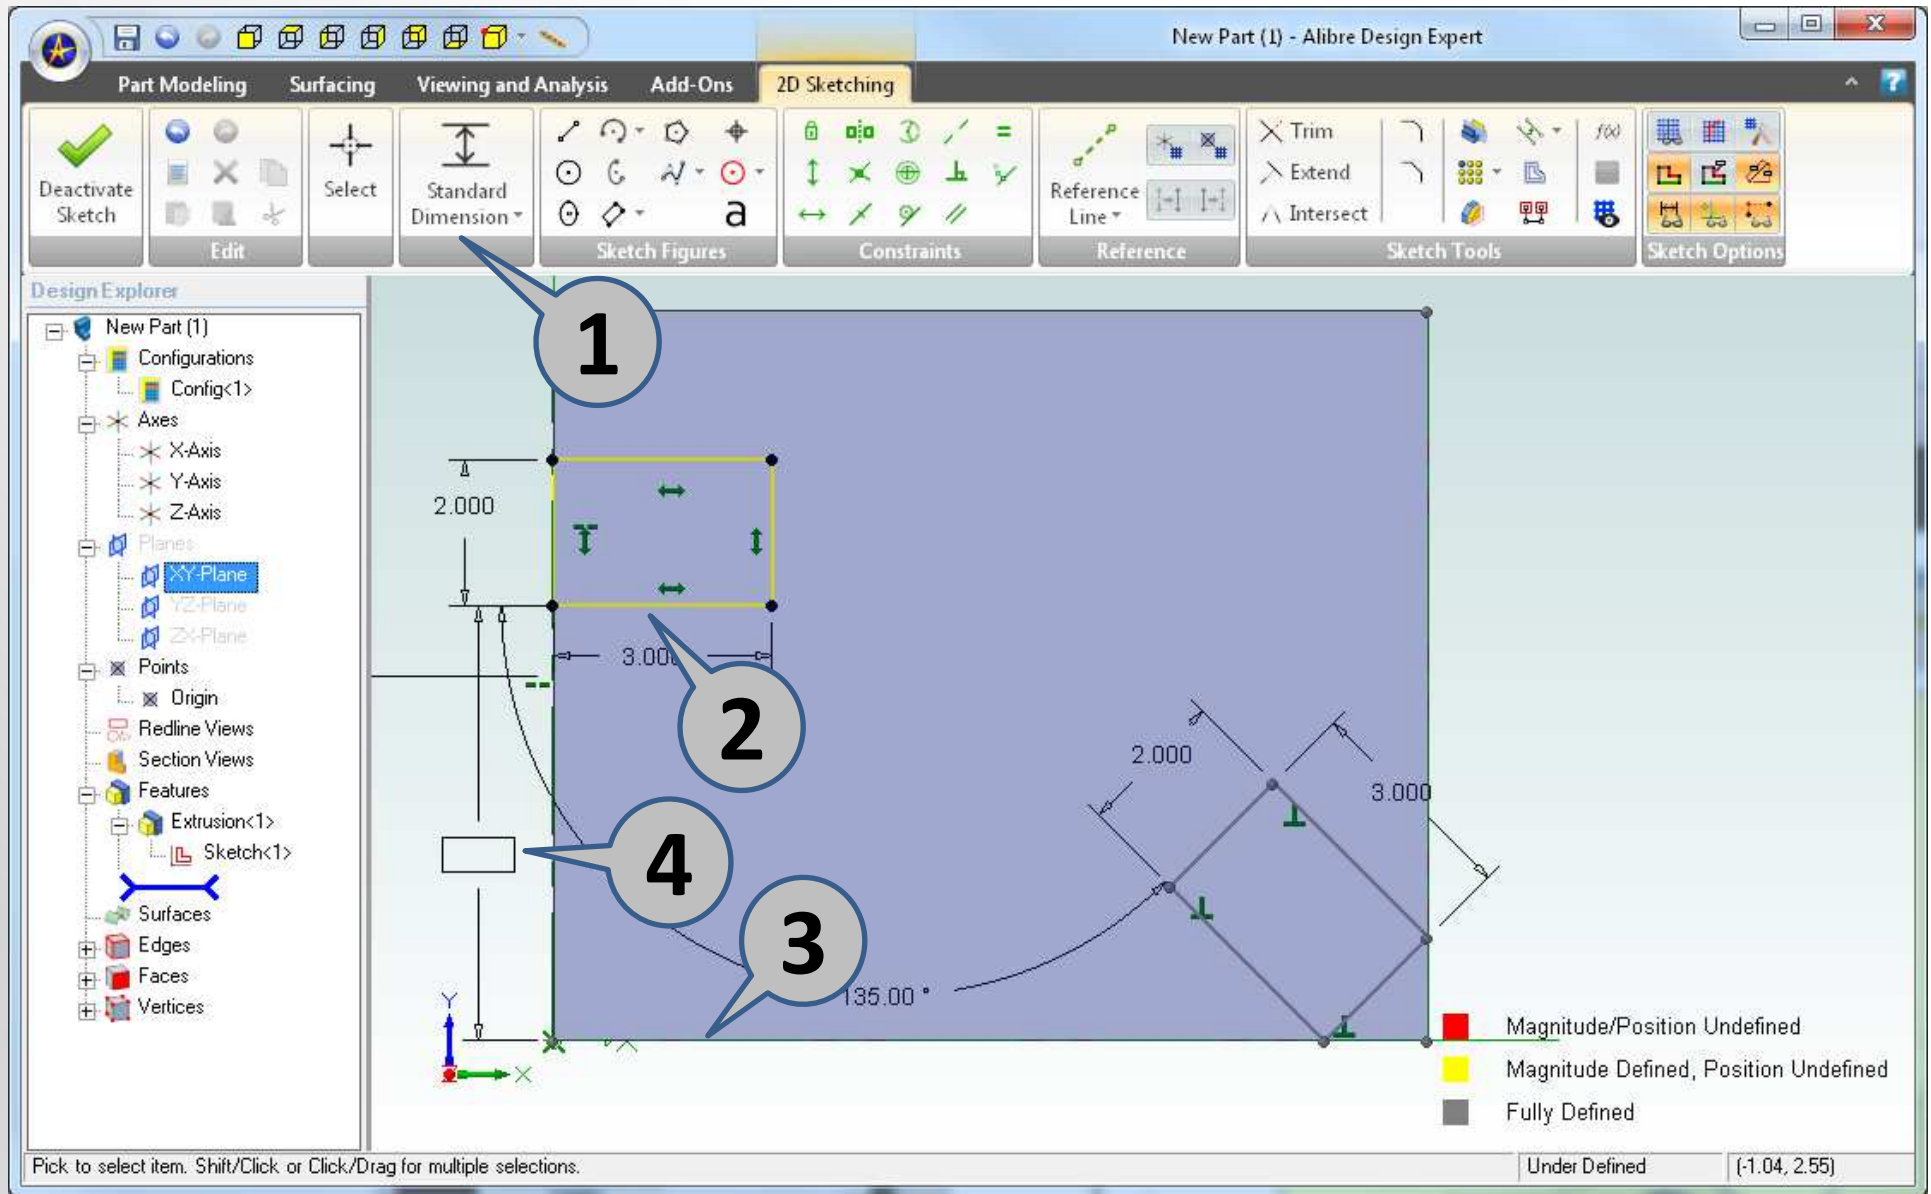 New Part (1) - Alibre Design Expert
Part Modeling Surfacing Viewing and Analysis Add-Ons 2D Sketching
?
Deactivate
Sketch
Edit
Select
Standard
Dimension
a
Sketch Figures
Constraints
Reference
Line
Reference
Trim
Extend
Intersect
f(x)
Sketch Tools
Sketch Options
Design Explorer
New Part (1)
Configurations
Config<1>
Axes
X-Axis
Y-Axis
Z-Axis
Planes
XY-Plane
YZ-Plane
ZX-Plane
Points
Origin
Redline Views
Section Views
Features
Extrusion<1>
Sketch<1>
Surfaces
Edges
Faces
Vertices
1
2.000
3.000
2
2.000
3.000
4
3
135.00 °
Y
X
Magnitude/Position Undefined
Magnitude Defined, Position Undefined
Fully Defined
Pick to select item. Shift/Click or Click/Drag for multiple selections.
Under Defined
(-1.04, 2.55)